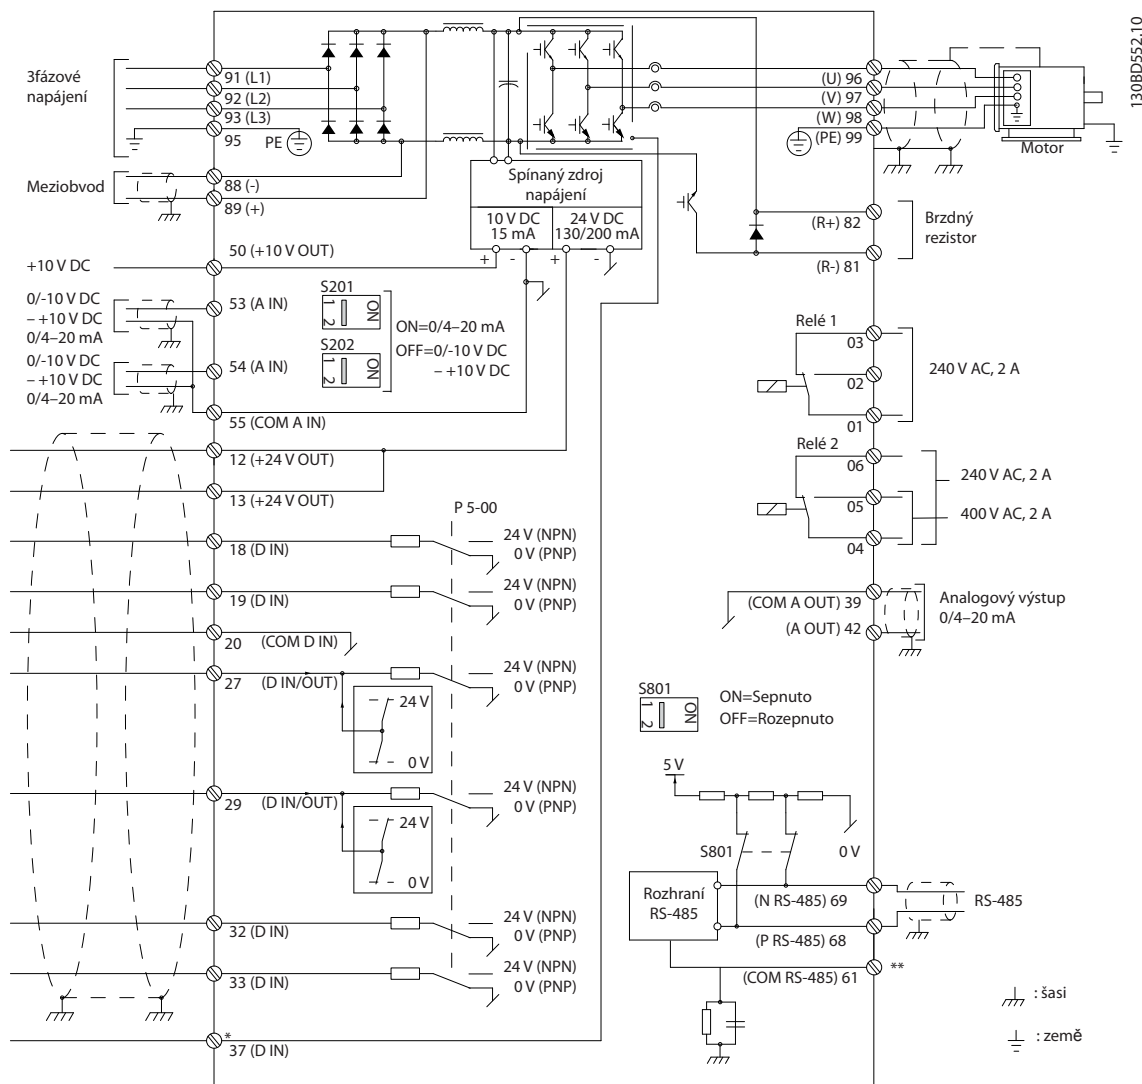 130BD552.10
3fázové
napájení
91 (L1)
92 (L2)
93 (L3)
95
PE
Meziobvod
88 (-)
89 (+)
+10 V DC
50 (+10 V OUT)
0/-10 V DC
– +10 V DC
0/4–20 mA
53 (A IN)
0/-10 V DC
– +10 V DC
0/4–20 mA
54 (A IN)
55 (COM A IN)
12 (+24 V OUT)
13 (+24 V OUT)
18 (D IN)
19 (D IN)
20 (COM D IN)
27 (D IN/OUT)
24 V
0 V
29 (D IN/OUT)
24 V
0 V
32 (D IN)
33 (D IN)
*
37 (D IN)
P 5-00
24 V (NPN)
0 V (PNP)
24 V (NPN)
0 V (PNP)
24 V (NPN)
0 V (PNP)
24 V (NPN)
0 V (PNP)
24 V (NPN)
0 V (PNP)
24 V (NPN)
0 V (PNP)
Spínaný zdroj
napájení
10 V DC
15 mA
+ -
24 V DC
130/200 mA
+ -
S201
1 2 ON
S202
1 2 ON
ON=0/4–20 mA
OFF=0/-10 V DC
– +10 V DC
(U) 96
(V) 97
(W) 98
(PE) 99
Motor
(R+) 82
(R-) 81
Brzdný
rezistor
Relé 1
03
02
01
240 V AC, 2 A
Relé 2
06
05
04
240 V AC, 2 A
400 V AC, 2 A
(COM A OUT) 39
(A OUT) 42
Analogový výstup
0/4–20 mA
S801
1 2 ON
ON=Sepnuto
OFF=Rozepnuto
5 V
S801
0 V
Rozhraní
RS-485
(N RS-485) 69
(P RS-485) 68
(COM RS-485) 61
**
RS-485
: šasi
: země